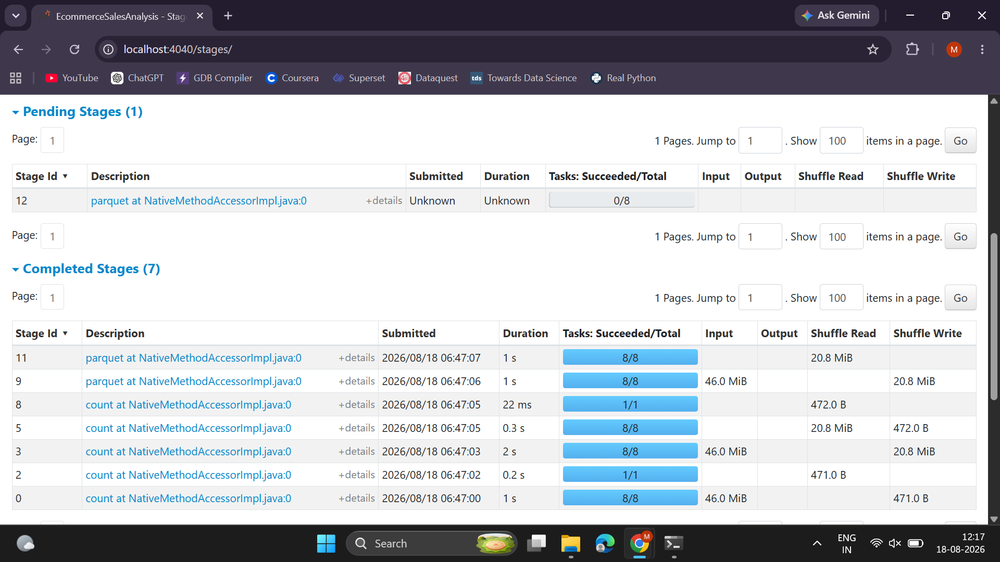 EcommerceSalesAnalysis - Stag
Ask Gemini
localhost:4040/stages/
M
YouTube ChatGPT GDB Compiler Coursera Superset Dataquest tds Towards Data Science Real Python
Pending Stages (1)
Page: 1 1 Pages. Jump to 1 . Show 100 items in a page. Go
Stage Id ▾ Description Submitted Duration Tasks: Succeeded/Total Input Output Shuffle Read Shuffle Write
12 parquet at NativeMethodAccessorImpl.java:0 +details Unknown Unknown 0/8
Page: 1 1 Pages. Jump to 1 . Show 100 items in a page. Go
Completed Stages (7)
Page: 1 1 Pages. Jump to 1 . Show 100 items in a page. Go
Stage Id ▾ Description Submitted Duration Tasks: Succeeded/Total Input Output Shuffle Read Shuffle Write
11 parquet at NativeMethodAccessorImpl.java:0 +details 2026/08/18 06:47:07 1 s 8/8 20.8 MiB
9 parquet at NativeMethodAccessorImpl.java:0 +details 2026/08/18 06:47:06 1 s 8/8 46.0 MiB 20.8 MiB
8 count at NativeMethodAccessorImpl.java:0 +details 2026/08/18 06:47:05 22 ms 1/1 472.0 B
5 count at NativeMethodAccessorImpl.java:0 +details 2026/08/18 06:47:05 0.3 s 8/8 20.8 MiB 472.0 B
3 count at NativeMethodAccessorImpl.java:0 +details 2026/08/18 06:47:03 2 s 8/8 46.0 MiB 20.8 MiB
2 count at NativeMethodAccessorImpl.java:0 +details 2026/08/18 06:47:02 0.2 s 1/1 471.0 B
0 count at NativeMethodAccessorImpl.java:0 +details 2026/08/18 06:47:00 1 s 8/8 46.0 MiB 471.0 B
Search
M
ENG
IN
12:17
18-08-2026